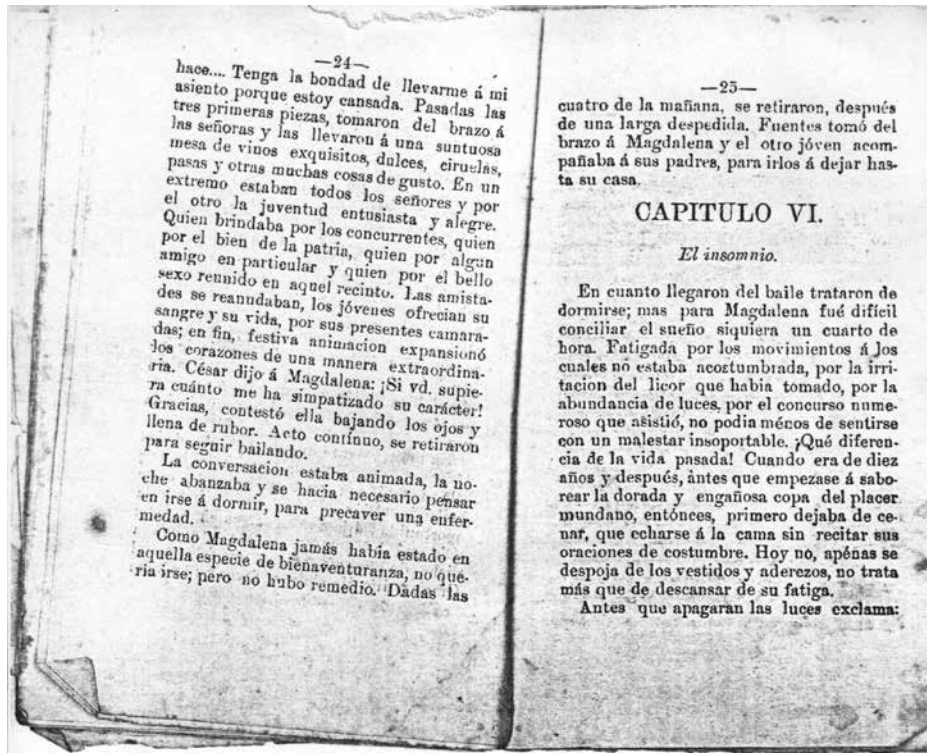 —24—
hace.... Tenga la bondad de llevarme á mi
asiento porque estoy cansada. Pasadas las
tres primeras piezas, tomaron del brazo á
las señoras y las llevaron á una suntuosa
mesa de vinos exquisitos, dulces, ciruelas,
pasas y otras muchas cosas de gusto. En un
extremo estaban todos los señores y por
el otro la juventud entusiasta y alegre.
Quien brindaba por los concurrentes, quien
por el bien de la patria, quien por algun
amigo en particular y quien por el bello
sexo reunido en aquel recinto. Las amista-
des se reanudaban, los jóvenes ofrecian su
sangre y su vida, por sus presentes camara-
das; en fin, festiva animacion expansionó
los corazones de una manera extraordina-
ria. César dijo á Magdalena: ¡Si vd. supie-
ra cuánto me ha simpatizado su carácter!
Gracias, contestó ella bajando los ojos y
llena de rubor. Acto contínuo, se retiraron
para seguir bailando.
La conversacion estaba animada, la no-
che abanzaba y se hacia necesario pensar
en irse á dormir, para precaver una enfer-
medad.
Como Magdalena jamás habia estado en
aquella especie de bienaventuranza, no que-
ria irse; pero no hubo remedio. Dadas las
—25—
cuatro de la mañana, se retiraron, después
de una larga despedida. Fuentes tomó del
brazo á Magdalena y el otro jóven acom-
pañaba á sus padres, para irlos á dejar has-
ta su casa.
CAPITULO VI.
El insomnio.
En cuanto llegaron del baile trataron de
dormirse; mas para Magdalena fué difícil
conciliar el sueño siquiera un cuarto de
hora. Fatigada por los movimientos á los
cuales no estaba acostumbrada, por la irri-
tacion del licor que habia tomado, por la
abundancia de luces, por el concurso nume-
roso que asistió, no podia ménos de sentirse
con un malestar insoportable. ¡Qué diferen-
cia de la vida pasada! Cuando era de diez
años y después, ántes que empezase á sabo-
rear la dorada y engañosa copa del placer
mundano, entónces, primero dejaba de ce-
nar, que echarse á la cama sin recitar sus
oraciones de costumbre. Hoy no, apénas se
despoja de los vestidos y aderezos, no trata
más que de descansar de su fatiga.
Antes que apagaran las luces exclama: